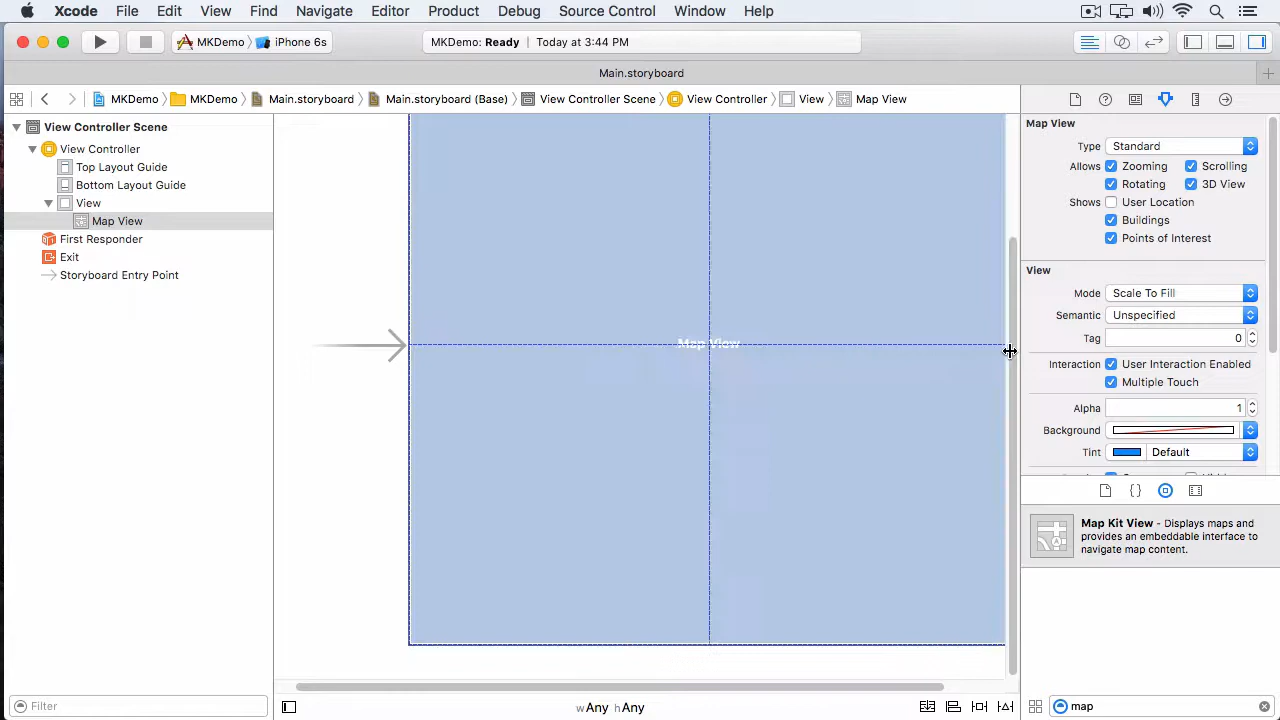 Xcode File Edit View Find Navigate Editor Product Debug Source Control Window Help
MKDemo iPhone 6s MKDemo: Ready Today at 3:44 PM
Main.storyboard
MKDemo MKDemo Main.storyboard Main.storyboard (Base) View Controller Scene View Controller View Map View
View Controller Scene
View Controller
Top Layout Guide
Bottom Layout Guide
View
Map View
First Responder
Exit
Storyboard Entry Point
Filter
Map View
wAny hAny
Map View
Type Standard
Allows Zooming Scrolling
Rotating 3D View
Shows User Location
Buildings
Points of Interest
View
Mode Scale To Fill
Semantic Unspecified
Tag 0
Interaction User Interaction Enabled
Multiple Touch
Alpha 1
Background
Tint Default
Map Kit View - Displays maps and
provides an embeddable interface to
navigate map content.
map